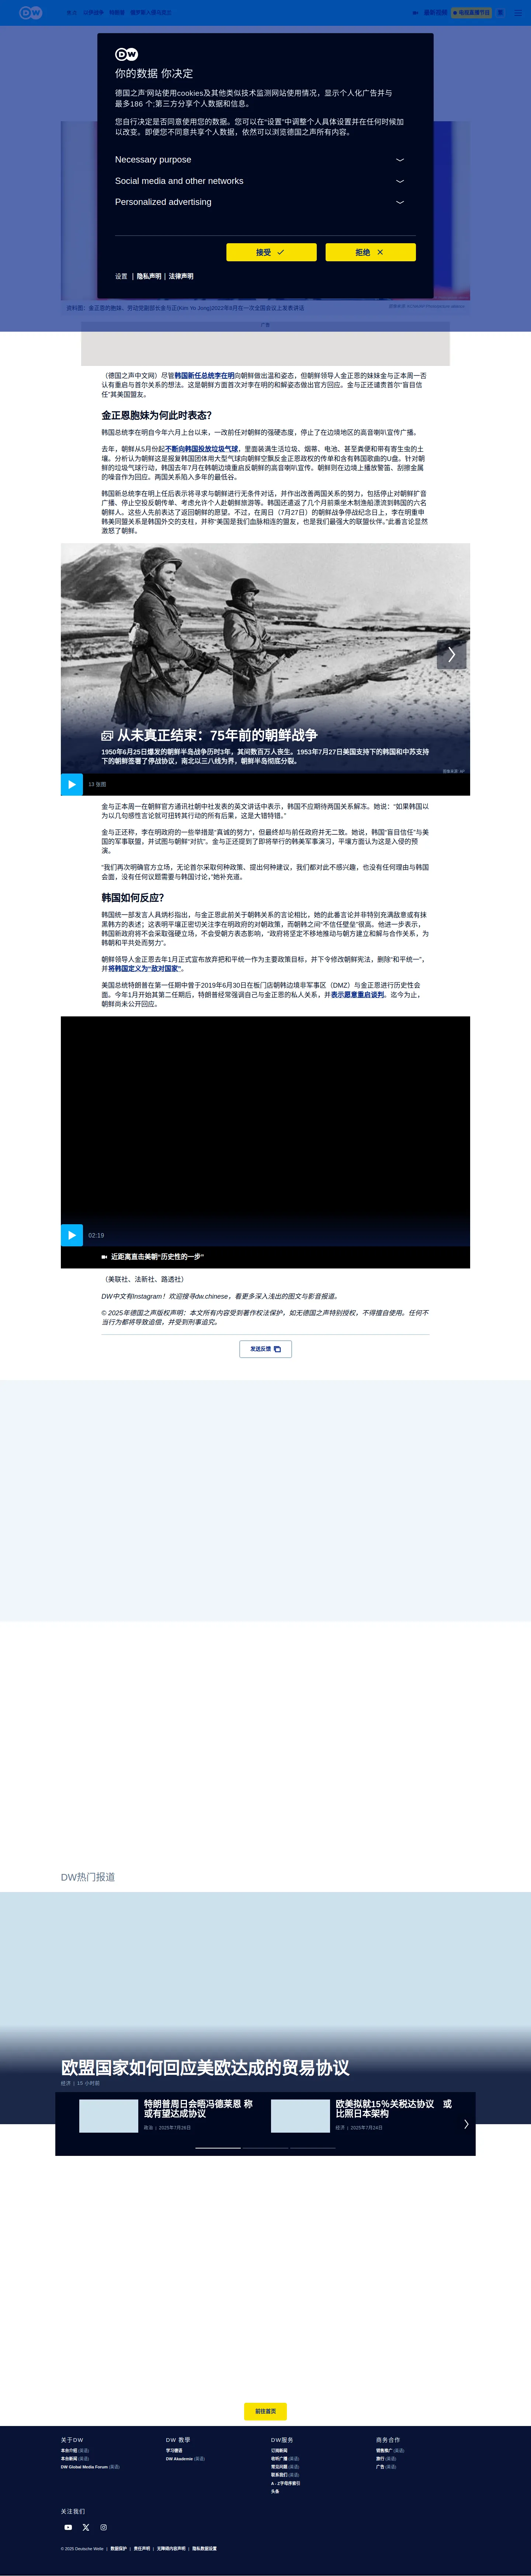 DW
最新视频
收视直播节目
DW
你的数据 你决定
德国之声’网站使用cookies及其他类似技术监测网站使用情况，显示个人化广告并与
最多186 个;第三方分享个人数据和信息。
您自行决定是否同意使用您的数据。您可以在“设置”中调整个人具体设置并在任何时候加
以改变。即使您不同意共享个人数据，依然可以浏览德国之声所有内容。
Necessary purpose
Social media and other networks
Personalized advertising
接受
拒绝
设置 | 隐私声明 | 法律声明
广告
（德国之声中文网）尽管韩国新任总统李在明向朝鲜做出温和姿态，但朝鲜领导人金正恩的妹妹金与正本周一否
认有重启与首尔关系的想法。这是朝鲜方面首次对李在明的和解姿态做出官方回应。金与正还谴责首尔“盲目信
任”其美国盟友。
金正恩胞妹为何此时表态？
韩国总统李在明自今年六月上台以来，一改前任对朝鲜的强硬态度，停止了在边境地区的高音喇叭宣传广播。
去年，朝鲜从5月份起不断向韩国投放垃圾气球，里面装满生活垃圾、烟蒂、电池、甚至粪便和带有寄生虫的土
壤。分析认为朝鲜这是报复韩国团体用大型气球向朝鲜空飘反金正恩政权的传单和含有韩国歌曲的U盘。针对朝
鲜的垃圾气球行动，韩国去年7月在韩朝边境重启反朝鲜的高音喇叭宣传。朝鲜则在边境上播放警笛、刮擦金属
的噪音作为回应。两国关系陷入多年的最低谷。
韩国新总统李在明上任后表示将寻求与朝鲜进行无条件对话，并作出改善两国关系的努力，包括停止对朝鲜扩音
广播、停止空投反朝传单、考虑允许个人赴朝鲜旅游等。韩国还遣返了几个月前乘坐木制渔船漂流到韩国的六名
朝鲜人。这些人先前表达了返回朝鲜的愿望。不过，在周日（7月27日）的朝鲜战争停战纪念日上，李在明重申
韩美同盟关系是韩国外交的支柱，并称“美国是我们血脉相连的盟友，也是我们最强大的联盟伙伴。”此番言论显然
激怒了朝鲜。
从未真正结束：75年前的朝鲜战争
1950年6月25日爆发的朝鲜半岛战争历时3年，其间数百万人丧生。1953年7月27日美国支持下的韩国和中苏支持
下的朝鲜签署了停战协议，南北以三八线为界，朝鲜半岛彻底分裂。
图像来源: AP
13 张图
金与正本周一在朝鲜官方通讯社朝中社发表的英文讲话中表示，韩国不应期待两国关系解冻。她说：“如果韩国以
为以几句感性言论就可扭转其行动的所有后果，这是大错特错。”
金与正还称，李在明政府的一些举措是“真诚的努力”，但最终却与前任政府并无二致。她说，韩国“盲目信任”与美
国的军事联盟，并试图与朝鲜“对抗”。金与正还提到了即将举行的韩美军事演习，平壤方面认为这是入侵的预
演。
“我们再次明确官方立场，无论首尔采取何种政策、提出何种建议，我们都对此不感兴趣，也没有任何理由与韩国
会面，没有任何议题需要与韩国讨论，”她补充道。
韩国如何反应？
韩国统一部发言人具炳杉指出，与金正恩此前关于朝韩关系的言论相比，她的此番言论并非特别充满敌意或有抹
黑韩方的表述；这表明平壤正密切关注李在明政府的对朝政策，而朝韩之间“不信任壁垒”很高。他进一步表示，
韩国新政府将不会采取强硬立场，不会受朝方表态影响，“政府将坚定不移地推动与朝方建立和解与合作关系，为
韩朝和平共处而努力”。
朝鲜领导人金正恩去年1月正式宣布放弃把和平统一作为主要政策目标，并下令修改朝鲜宪法，删除“和平统一”，
并将韩国定义为“敌对国家”。
美国总统特朗普在第一任期中曾于2019年6月30日在板门店朝韩边境非军事区（DMZ）与金正恩进行历史性会
面。今年1月开始其第二任期后，特朗普经常强调自己与金正恩的私人关系，并表示愿意重启谈判。迄今为止，
朝鲜尚未公开回应。
02:19
近距离直击美朝“历史性的一步”
（美联社、法新社、路透社）
DW中文有Instagram！欢迎搜寻dw.chinese，看更多深入浅出的图文与影音报道。
© 2025年德国之声版权声明：本文所有内容受到著作权法保护，如无德国之声特别授权，不得擅自使用。任何不
当行为都将导致追偿，并受到刑事追究。
发送反馈
DW热门报道
欧盟国家如何回应美欧达成的贸易协议
经济 | 15 小时前
特朗普周日会晤冯德莱恩 称
或有望达成协议
政治 | 2025年7月26日
欧美拟就15%关税达协议 或
比照日本架构
经济 | 2025年7月24日
前往首页
关于DW
本台介绍 (英语)
本台新闻 (英语)
DW Global Media Forum (英语)
DW 教學
学习德语
DW Akademie (英语)
DW服务
订阅新闻
收听广播 (英语)
常见问题 (英语)
联系我们 (英语)
A - Z字母序索引
头条
商务合作
销售推广 (英语)
旅行 (英语)
广告 (英语)
关注我们
© 2025 Deutsche Welle | 数据保护 | 责任声明 | 无障碍内容声明 | 隐私数据设置